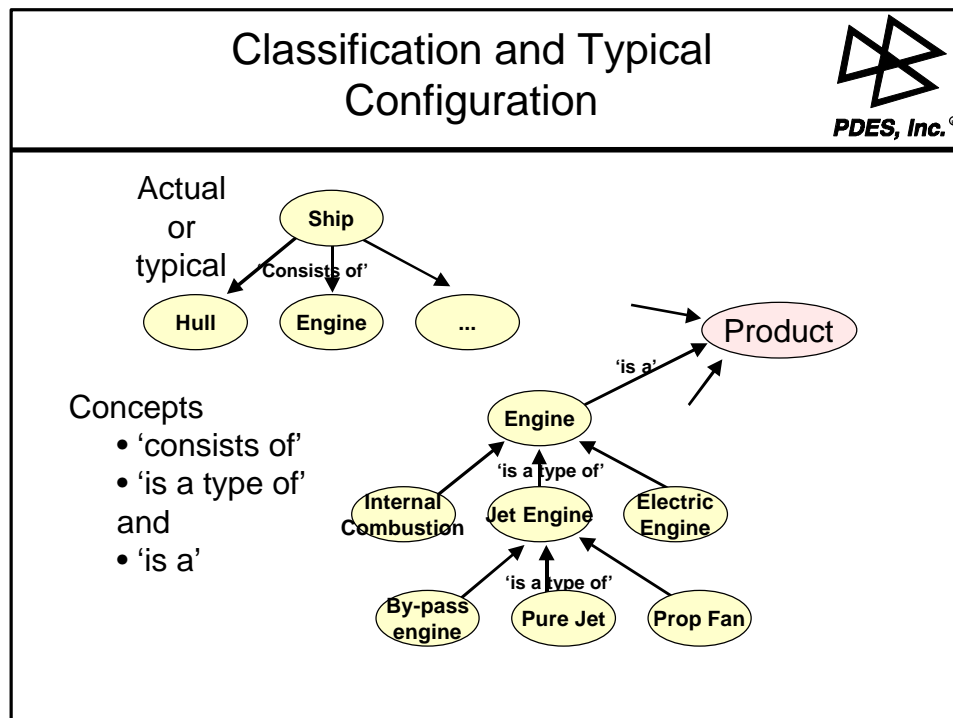 Classification and Typical
Configuration
PDES, Inc.®
Actual
or
typical
Ship
‘Consists of’
Hull
Engine
...
Product
‘is a’
Concepts
• ‘consists of’
• ‘is a type of’
and
• ‘is a’
Engine
‘is a type of’
Internal
Combustion
Jet Engine
Electric
Engine
‘is a type of’
By-pass
engine
Pure Jet
Prop Fan